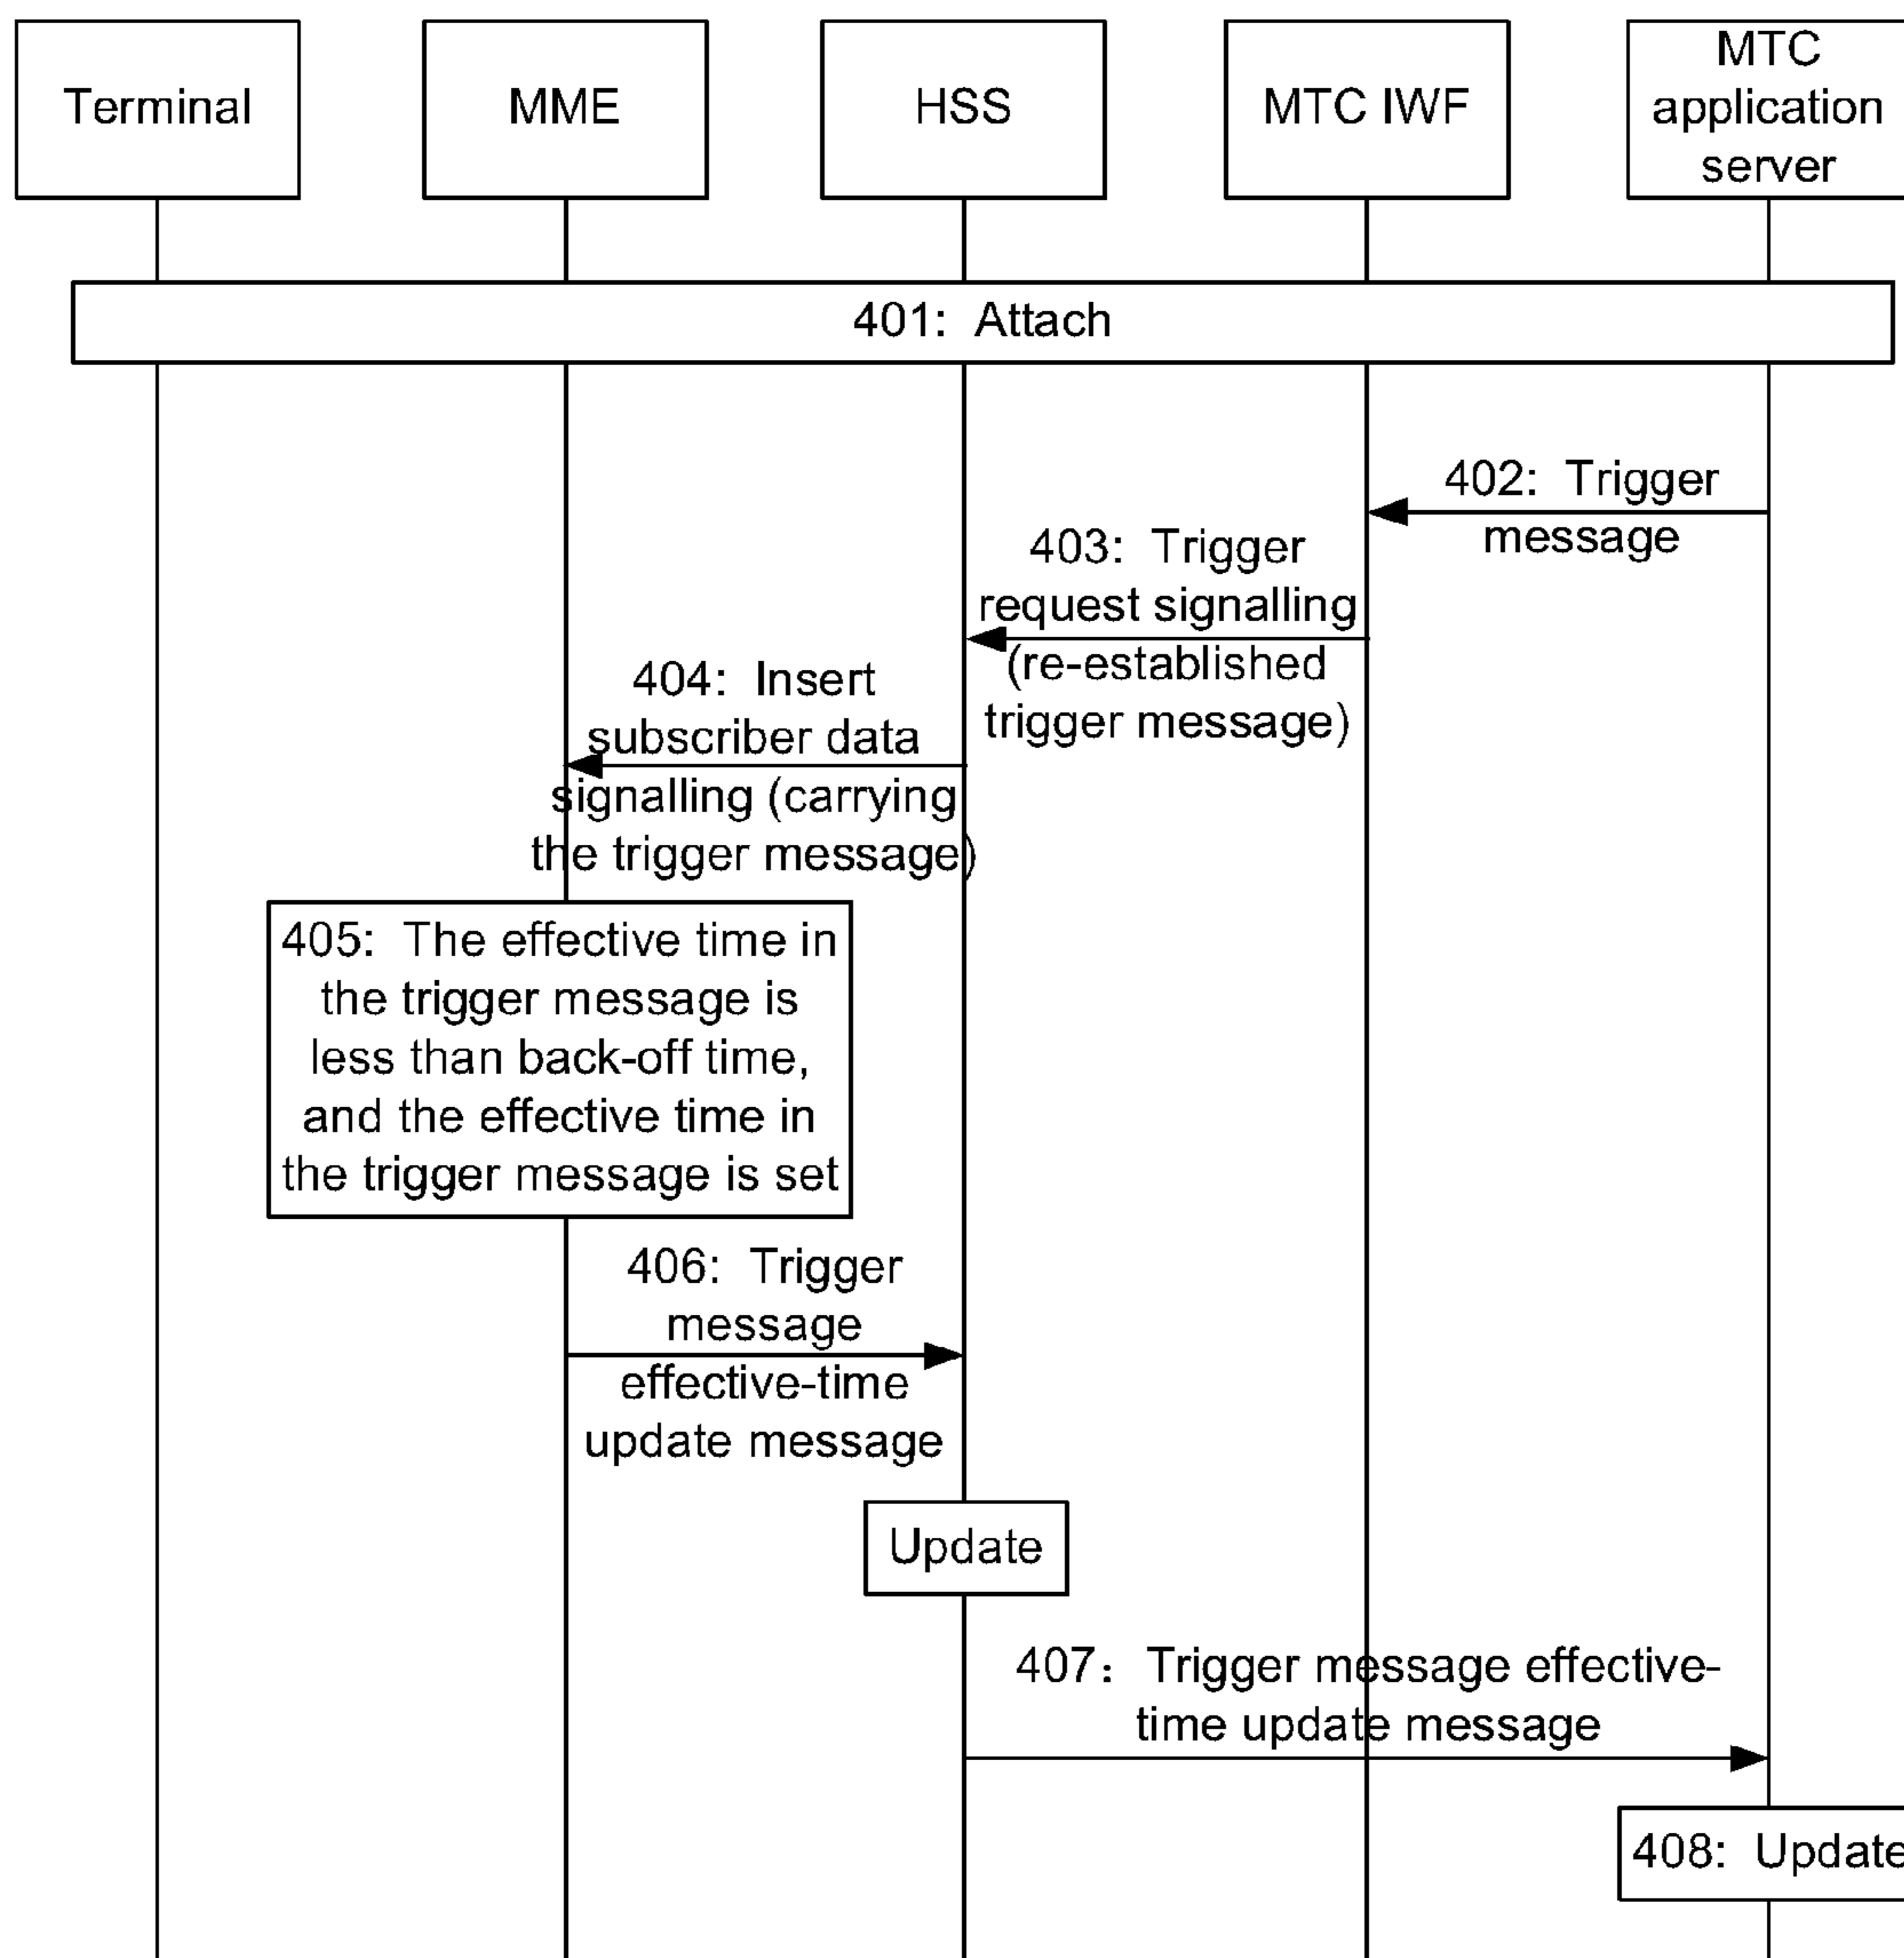 Terminal
MME
HSS
MTC IWF
MTC
application
server
401: Attach
402: Trigger
message
403: Trigger
request signalling
(re-established
trigger message)
404: Insert
subscriber data
signalling (carrying
the trigger message)
405: The effective time in
the trigger message is
less than back-off time,
and the effective time in
the trigger message is set
406: Trigger
message
effective-time
update message
Update
407: Trigger message effective-
time update message
408: Update